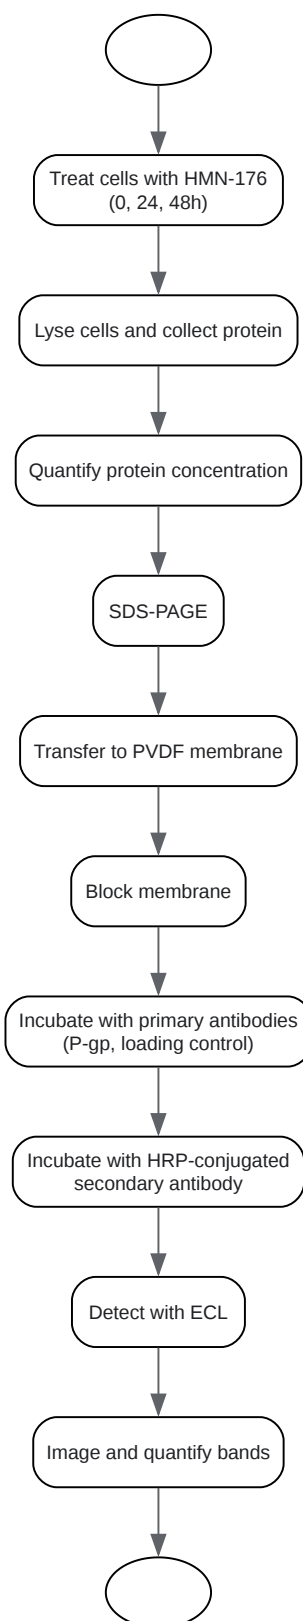 Treat cells with HMN-176
(0, 24, 48h)
Lyse cells and collect protein
Quantify protein concentration
SDS-PAGE
Transfer to PVDF membrane
Block membrane
Incubate with primary antibodies
(P-gp, loading control)
Incubate with HRP-conjugated
secondary antibody
Detect with ECL
Image and quantify bands